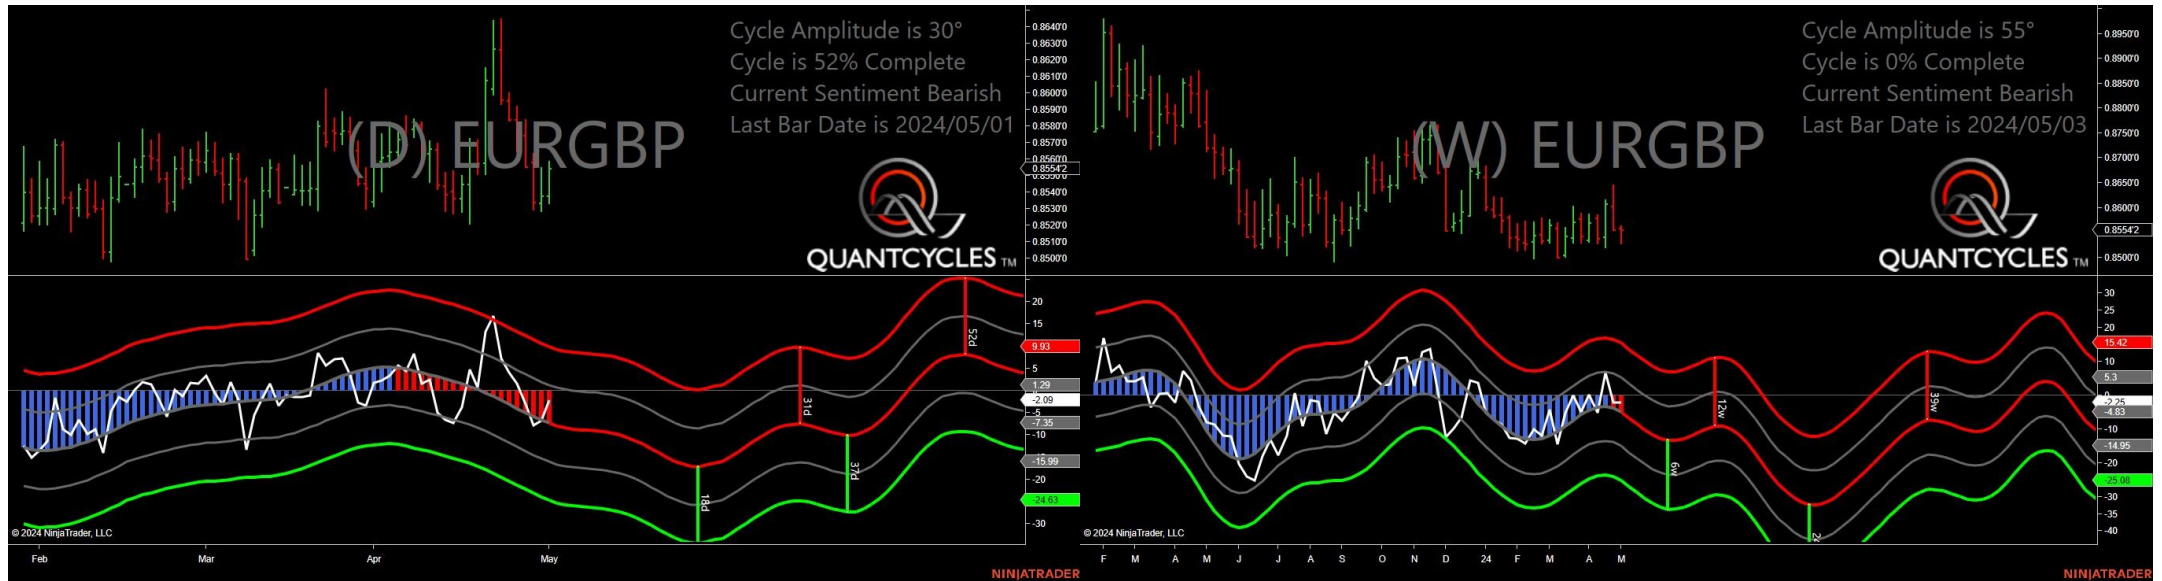 Cycle Amplitude is 30°
Cycle is 52% Complete
Current Sentiment Bearish
Last Bar Date is 2024/05/01
(D) EURGBP
QUANTCYCLES TM
0.8640'0
0.8630'0
0.8620'0
0.8610'0
0.8600'0
0.8590'0
0.8580'0
0.8570'0
0.8560'0
0.8554'2
0.8540'0
0.8530'0
0.8520'0
0.8510'0
0.8500'0
20
15
9.93
5
1.29
-2.09
-5
-7.35
-10
-15.99
-20
-24.63
-30
52d
31d
37d
18d
© 2024 NinjaTrader, LLC
Feb Mar Apr May
NINJATRADER
Cycle Amplitude is 55°
Cycle is 0% Complete
Current Sentiment Bearish
Last Bar Date is 2024/05/03
(W) EURGBP
QUANTCYCLES TM
0.8950'0
0.8900'0
0.8850'0
0.8800'0
0.8750'0
0.8700'0
0.8650'0
0.8600'0
0.8554'2
0.8500'0
30
25
20
15.42
10
5.3
-2.25
-4.83
-10
-14.95
-20
-25.08
-30
-35
-40
12w
39w
6w
© 2024 NinjaTrader, LLC
F M A M J J A S O N D 24 F M A M
NINJATRADER